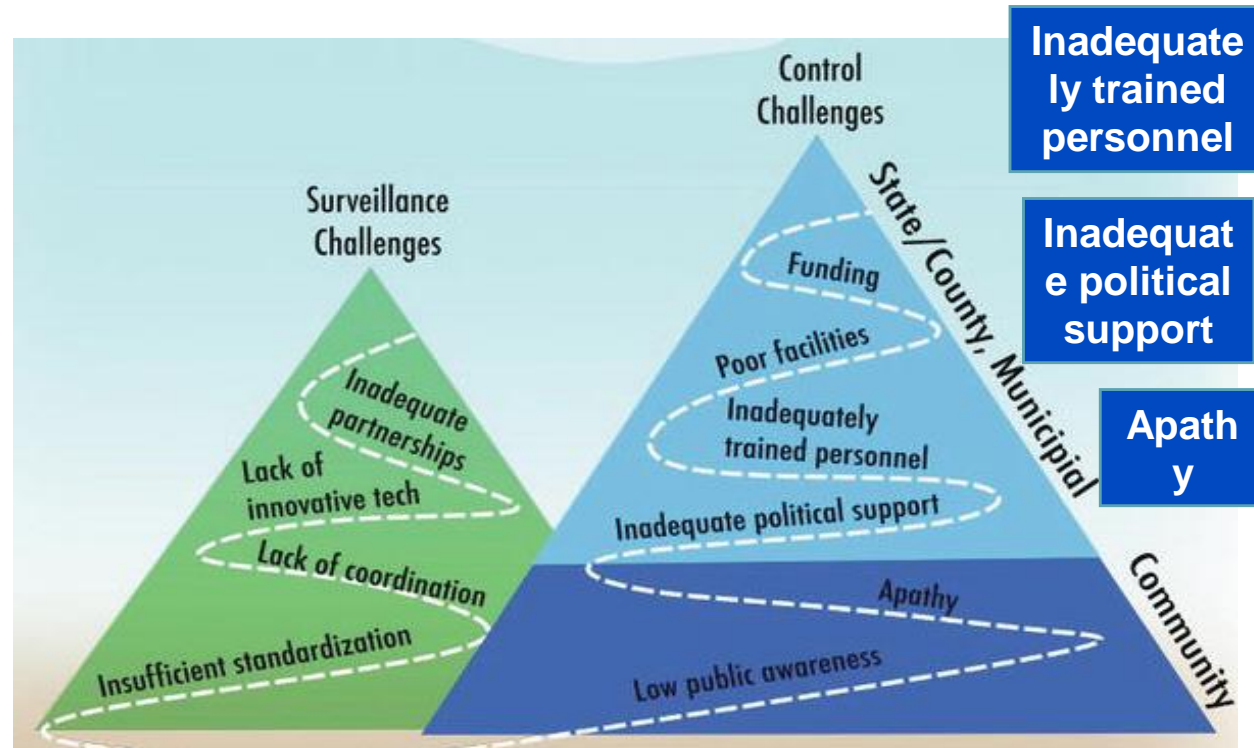 Surveillance
Challenges
Inadequate
partnerships
Lack of
innovative tech
Lack of coordination
Insufficient standardization
Control
Challenges
Funding
Poor facilities
Inadequately
trained personnel
Inadequate political support
Apathy
Low public awareness
State/County, Municipial
Community
Inadequate
ly trained
personnel
Inadequat
e political
support
Apath
y